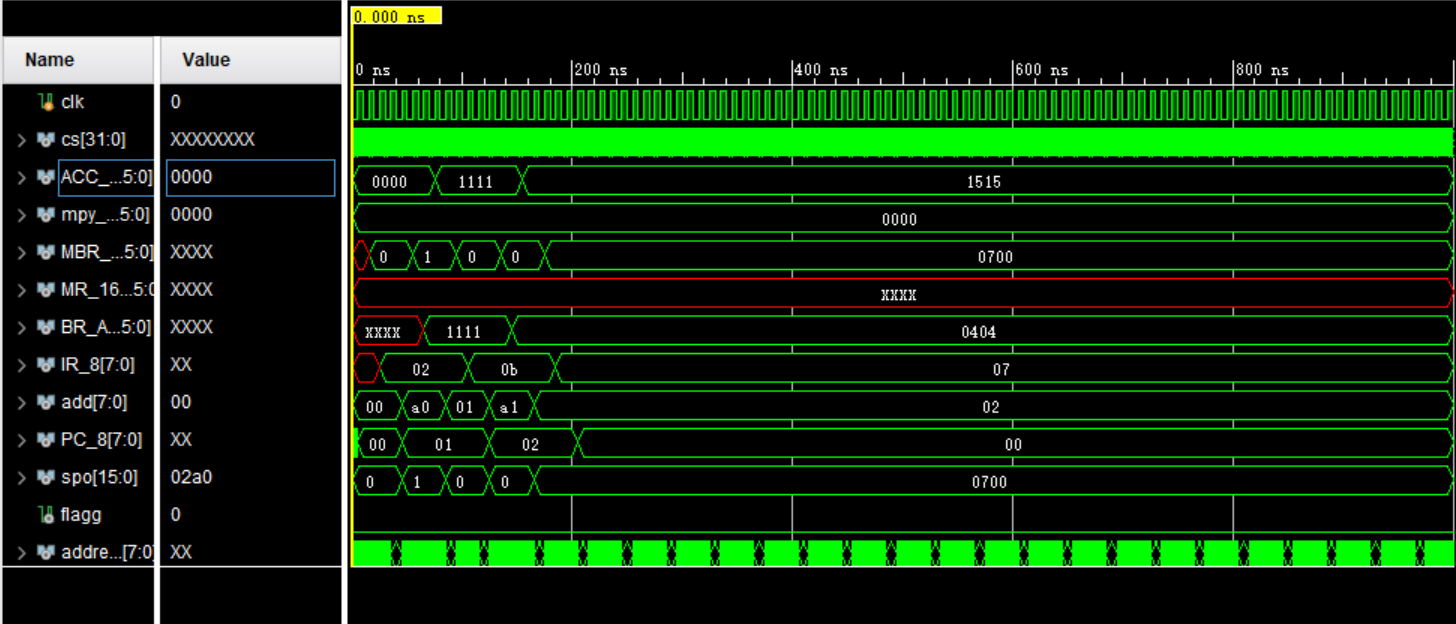 0.000 ns
Name Value
0 ns 200 ns 400 ns 600 ns 800 ns
clk 0
cs[31:0] XXXXXXXX
ACC_...5:0] 0000 0000 1111 1515
mpy_...5:0] 0000 0000
MBR_...5:0] XXXX 0 1 0 0 0700
MR_16...5:0 XXXX XXXX
BR_A...5:0] XXXX XXXX 1111 0404
IR_8[7:0] XX 02 0b 07
add[7:0] 00 00 a0 01 a1 02
PC_8[7:0] XX 00 01 02 00
spo[15:0] 02a0 0 1 0 0 0700
flagg 0
addre...[7:0] XX